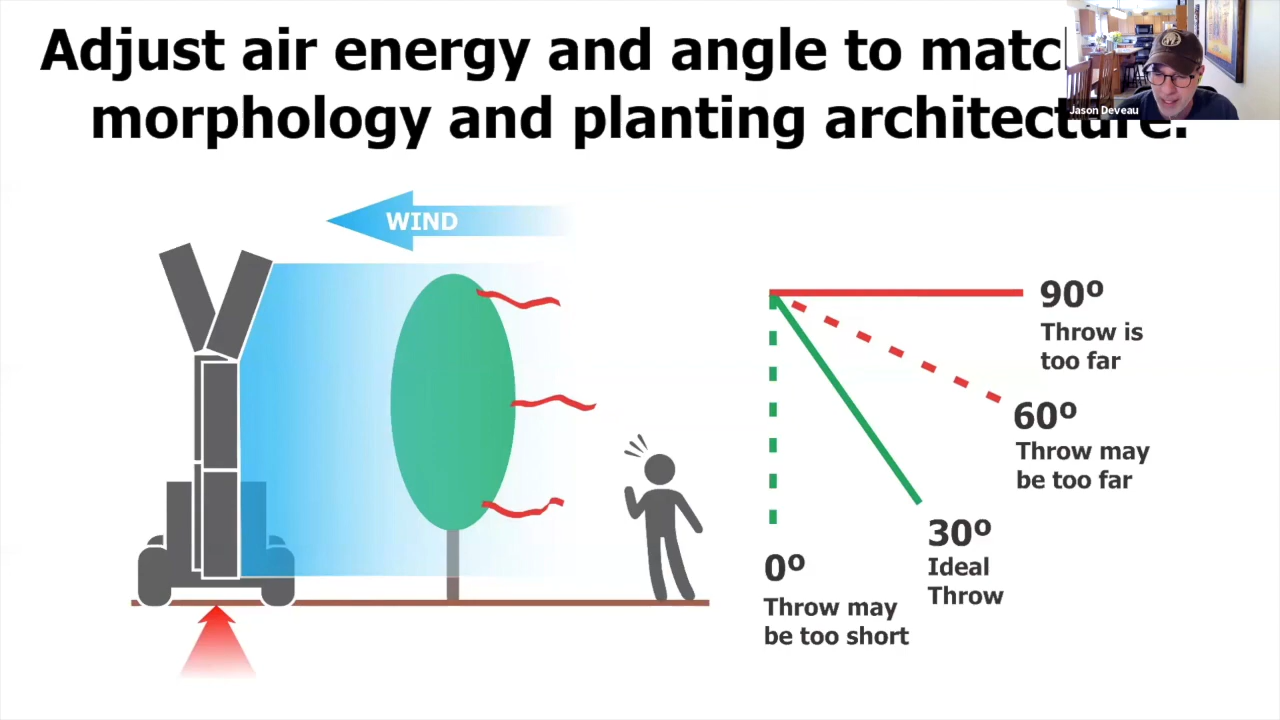 Adjust air energy and angle to matc
morphology and planting architecture.
Jason Deveau
WIND
90º
Throw is
too far
60º
Throw may
be too far
30º
Ideal
Throw
0º
Throw may
be too short